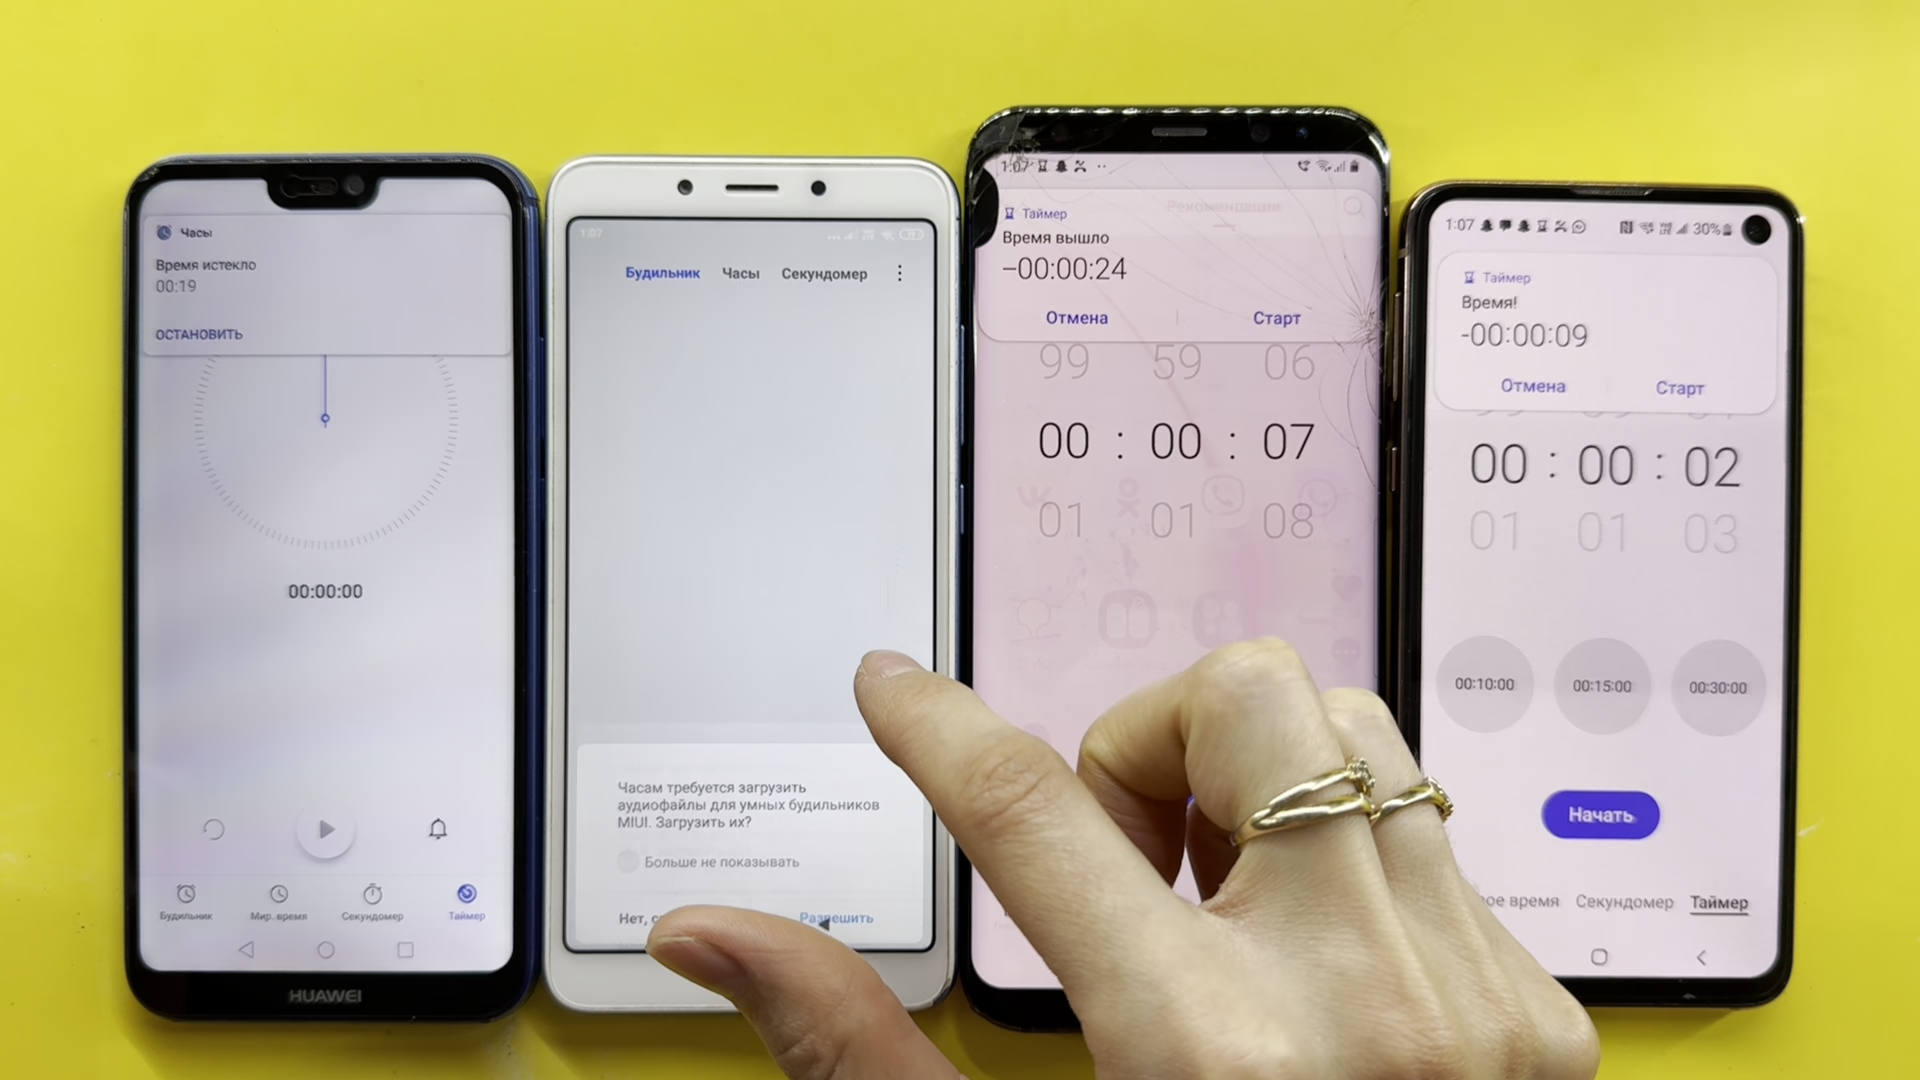 Часы
Время истекло
00:19
ОСТАНОВИТЬ
00:00:00
Будильник
Мир. время
Секундомер
Таймер
HUAWEI
1:07
Будильник Часы Секундомер
Часам требуется загрузить
аудиофайлы для умных будильников
MIUI. Загрузить их?
Больше не показывать
Нет,
Разрешить
1:07
Рекомендации
Таймер
Время вышло
–00:00:24
Отмена Старт
99 59 06
00 : 00 : 07
01 01 08
1:07 30%
Таймер
Время!
-00:00:09
Отмена Старт
00 : 00 : 02
01 01 03
00:10:00 00:15:00 00:30:00
Начать
время Секундомер Таймер